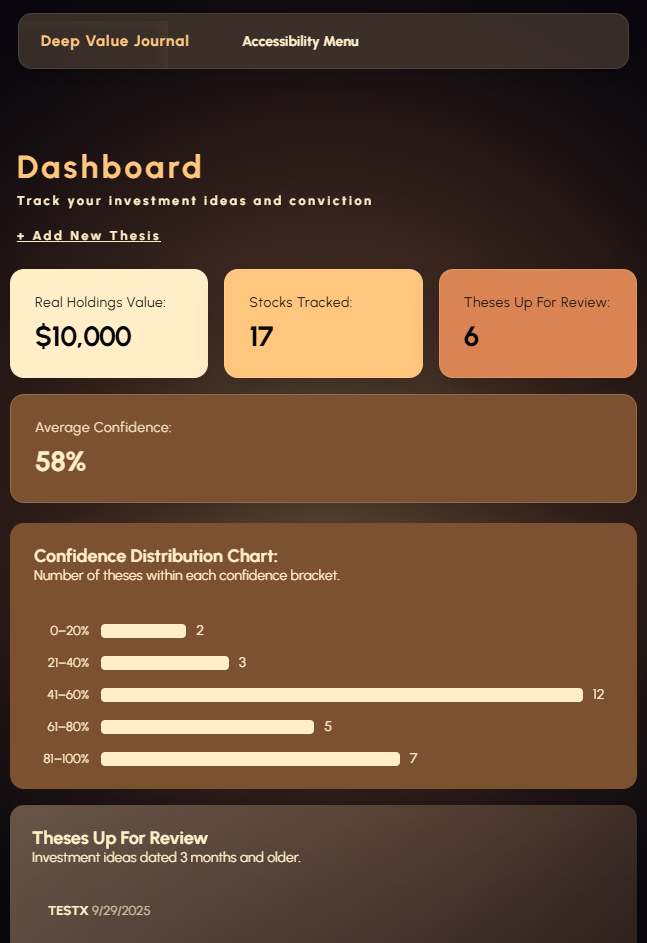 Deep Value Journal
Accessibility Menu
Dashboard
Track your investment ideas and conviction
+ Add New Thesis
Real Holdings Value:
$10,000
Stocks Tracked:
17
Theses Up For Review:
6
Average Confidence:
58%
Confidence Distribution Chart:
Number of theses within each confidence bracket.
0–20% 2
21–40% 3
41–60% 12
61–80% 5
81–100% 7
Theses Up For Review
Investment ideas dated 3 months and older.
TESTX 9/29/2025